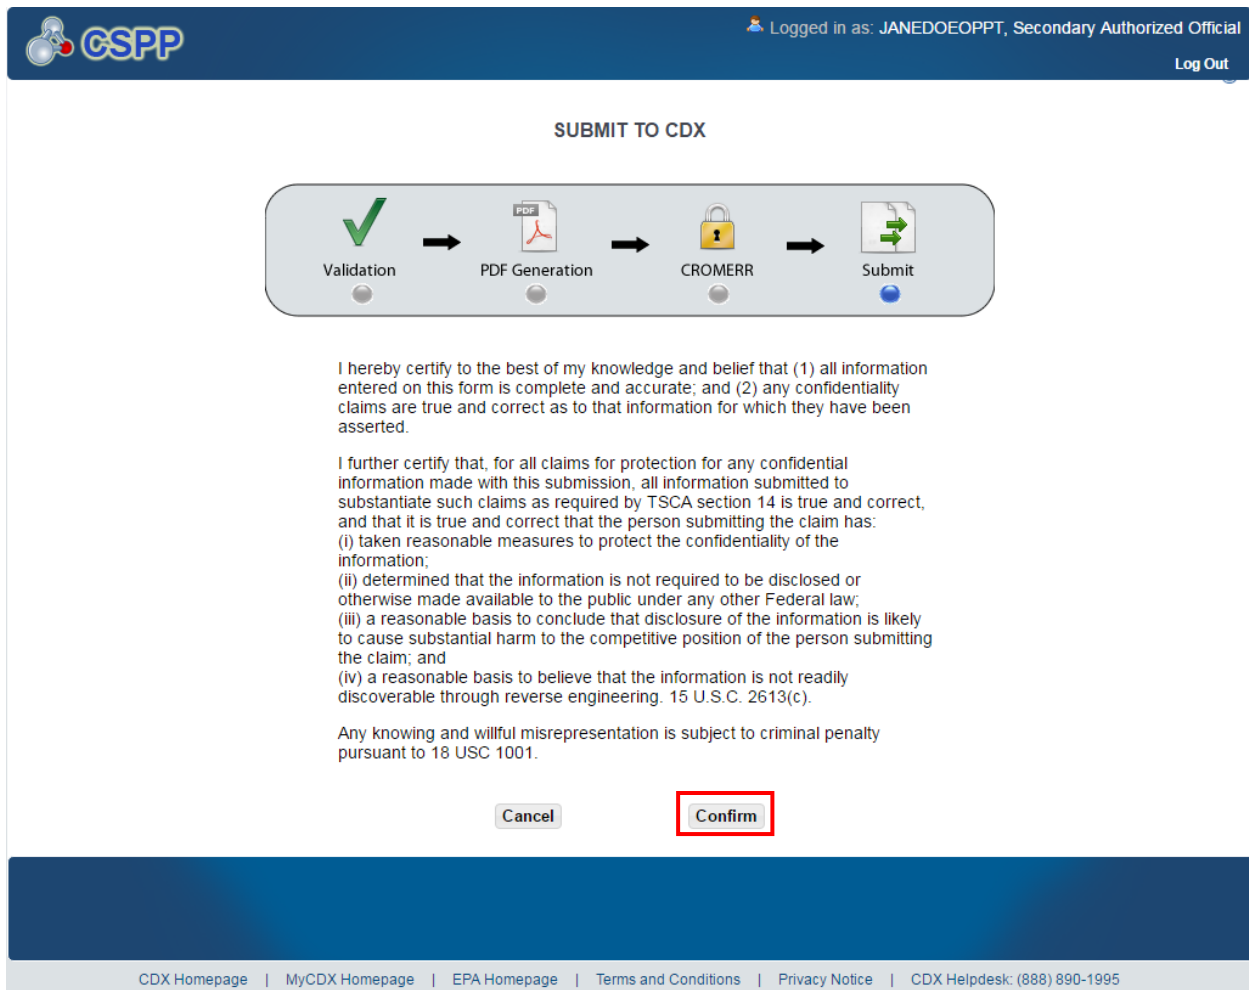 CSPP
Logged in as: JANEDOEOPPT, Secondary Authorized Official
Log Out
SUBMIT TO CDX
PDF
Validation
PDF Generation
CROMERR
Submit
I hereby certify to the best of my knowledge and belief that (1) all information
entered on this form is complete and accurate; and (2) any confidentiality
claims are true and correct as to that information for which they have been
asserted.
I further certify that, for all claims for protection for any confidential
information made with this submission, all information submitted to
substantiate such claims as required by TSCA section 14 is true and correct,
and that it is true and correct that the person submitting the claim has:
(i) taken reasonable measures to protect the confidentiality of the
information;
(ii) determined that the information is not required to be disclosed or
otherwise made available to the public under any other Federal law;
(iii) a reasonable basis to conclude that disclosure of the information is likely
to cause substantial harm to the competitive position of the person submitting
the claim; and
(iv) a reasonable basis to believe that the information is not readily
discoverable through reverse engineering. 15 U.S.C. 2613(c).
Any knowing and willful misrepresentation is subject to criminal penalty
pursuant to 18 USC 1001.
Cancel
Confirm
CDX Homepage | MyCDX Homepage | EPA Homepage | Terms and Conditions | Privacy Notice | CDX Helpdesk: (888) 890-1995